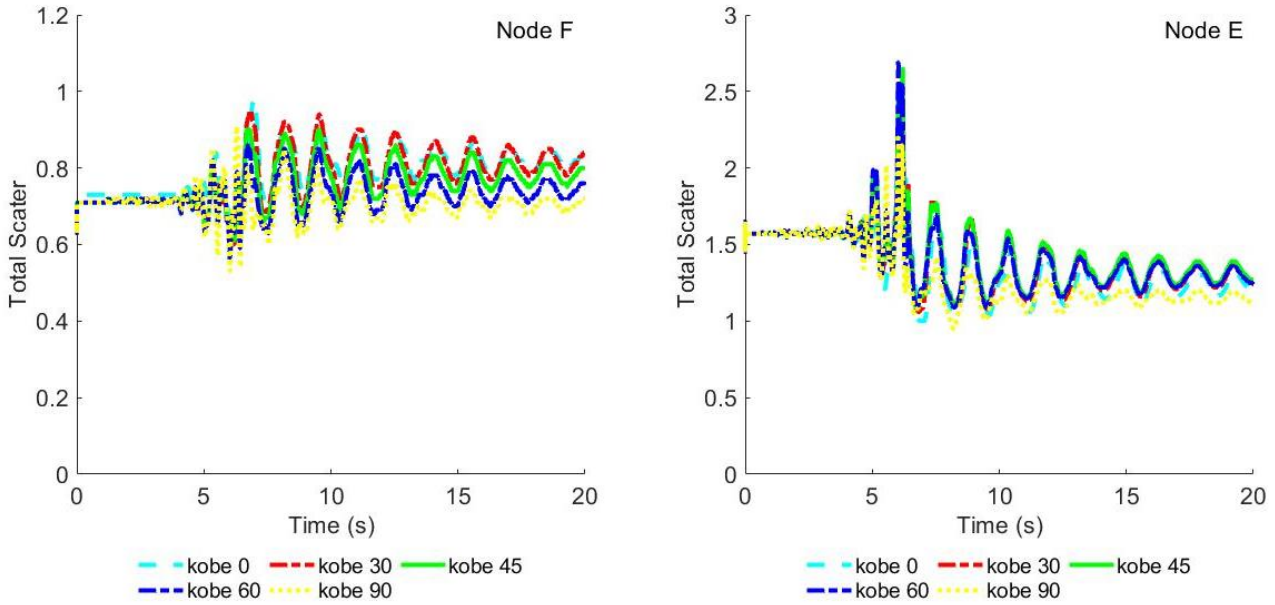 Node F
1.2
1
0.8
0.6
0.4
0.2
0
Total Scater
0 5 10 15 20
Time (s)
kobe 0 kobe 30 kobe 45
kobe 60 kobe 90
Node E
3
2.5
2
1.5
1
0.5
0
Total Scater
0 5 10 15 20
Time (s)
kobe 0 kobe 30 kobe 45
kobe 60 kobe 90